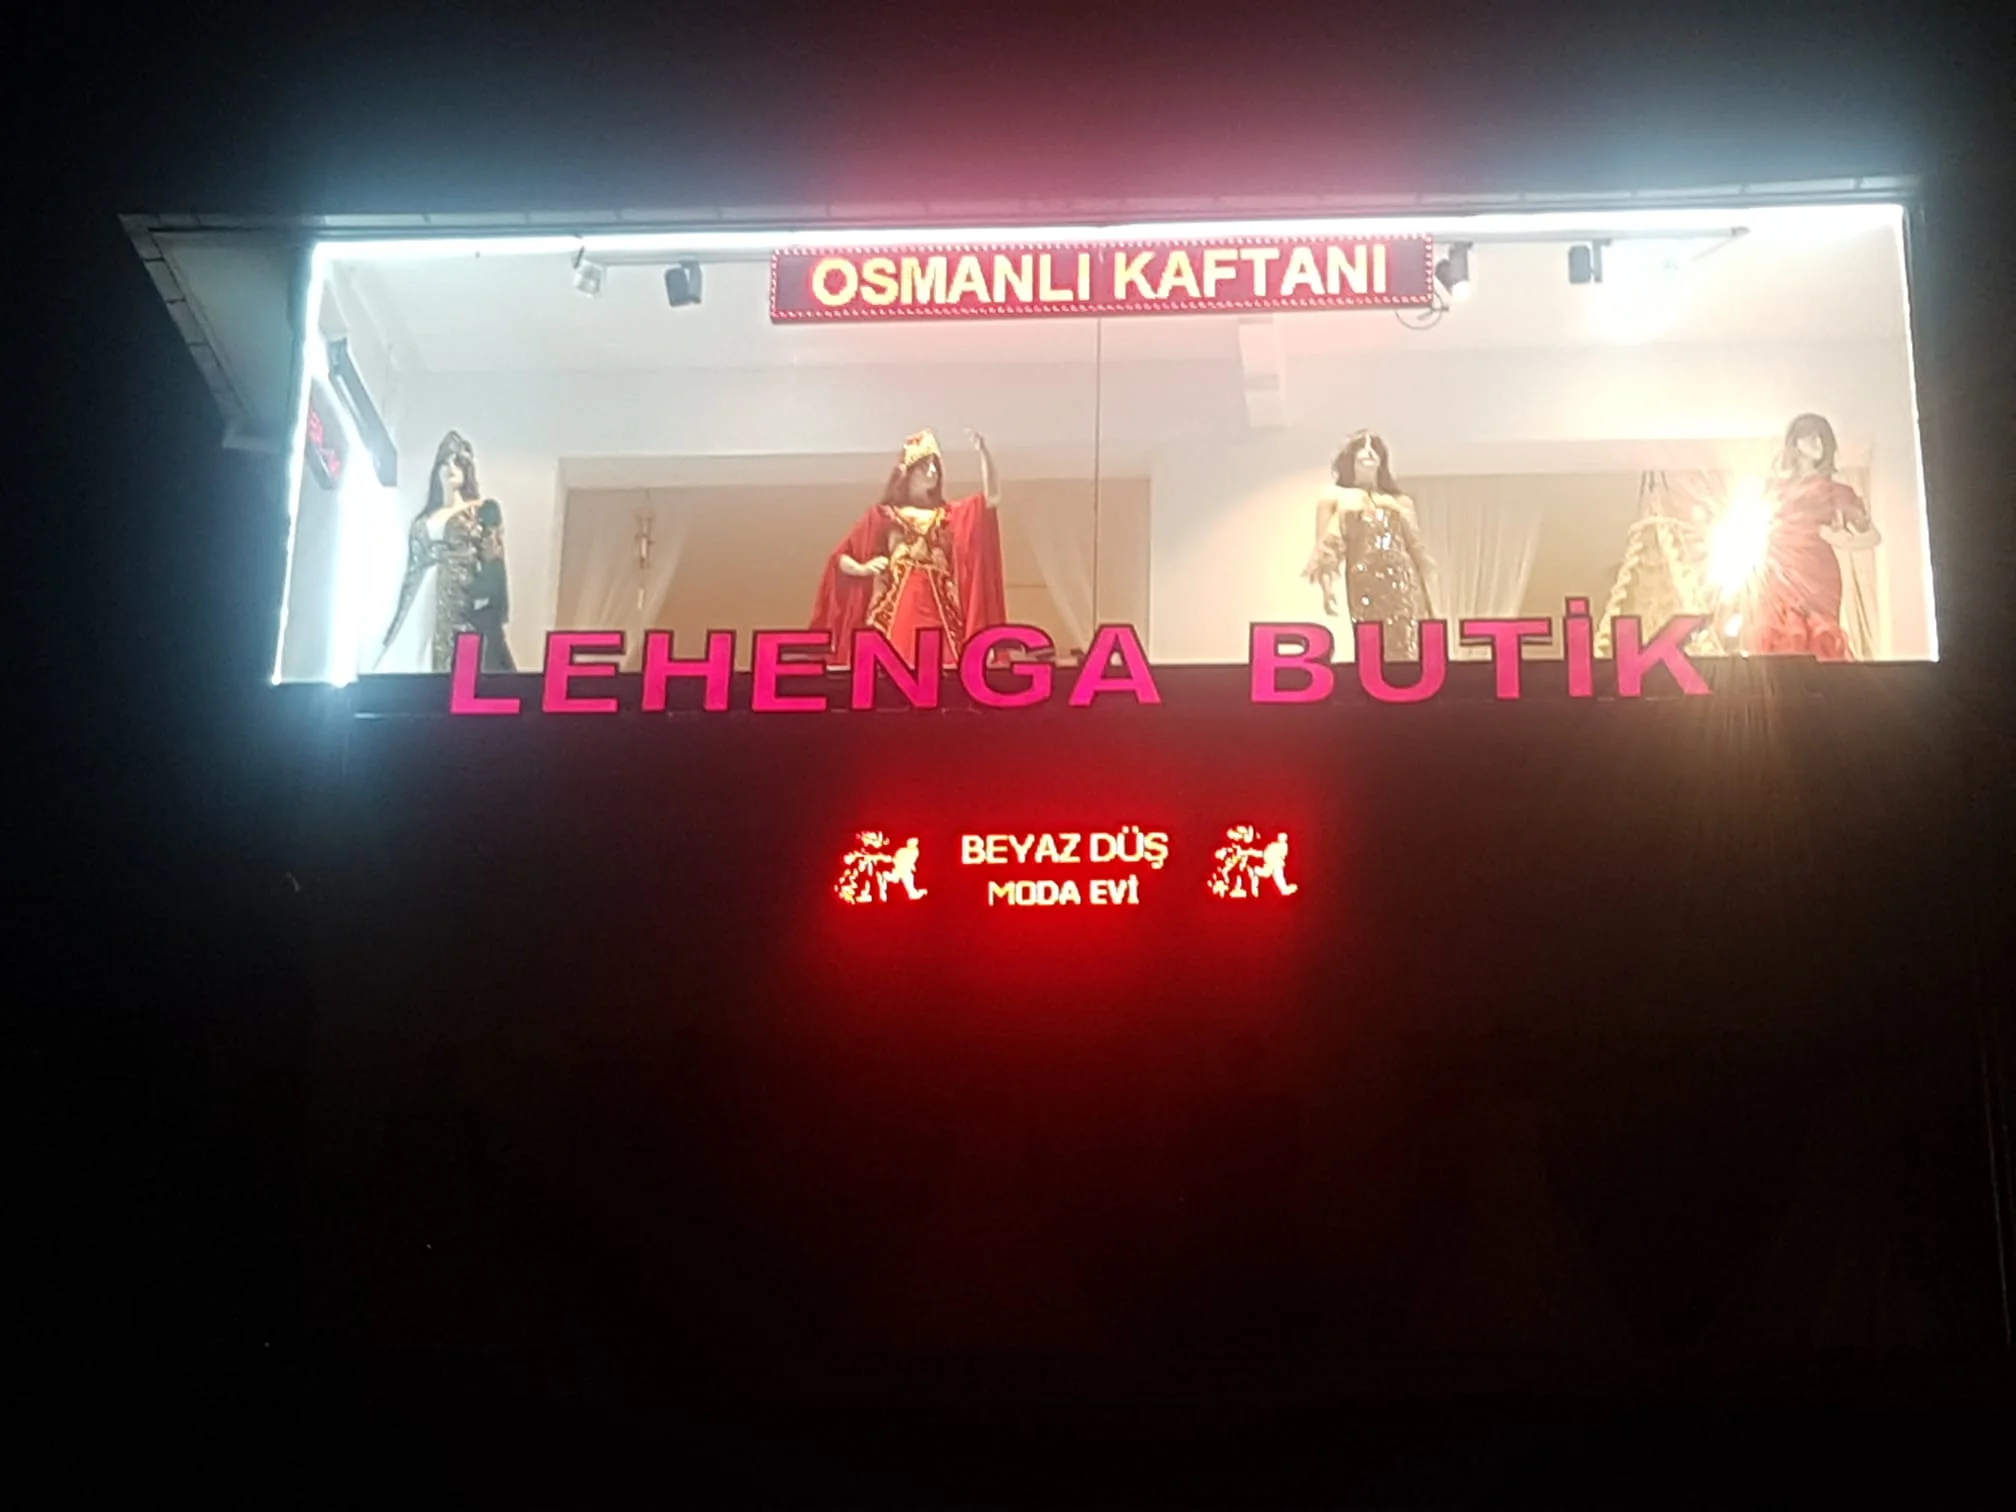 OSMANLI KAFTANI
LEHENGA BUTİK
BEYAZ DÜŞ
MODA EVİ